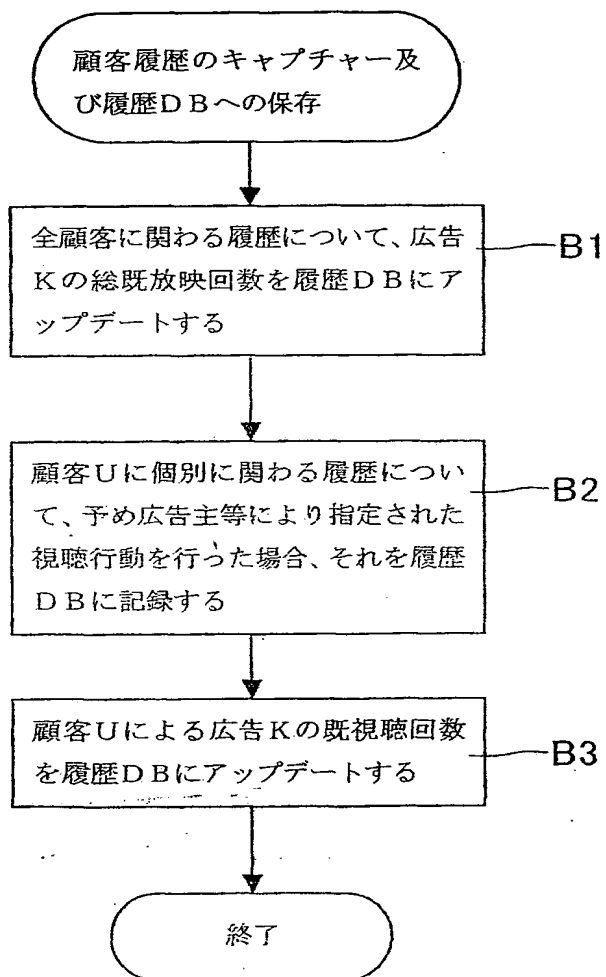 顧客履歴のキャプチャー及
び履歴DBへの保存
全顧客に関わる履歴について、広告
Kの総既放映回数を履歴DBにア
ップデートする
B1
顧客Uに個別に関わる履歴につい
て、予め広告主等により指定された
視聴行動を行った場合、それを履歴
DBに記録する
B2
顧客Uによる広告Kの既視聴回数
を履歴DBにアップデートする
B3
終了